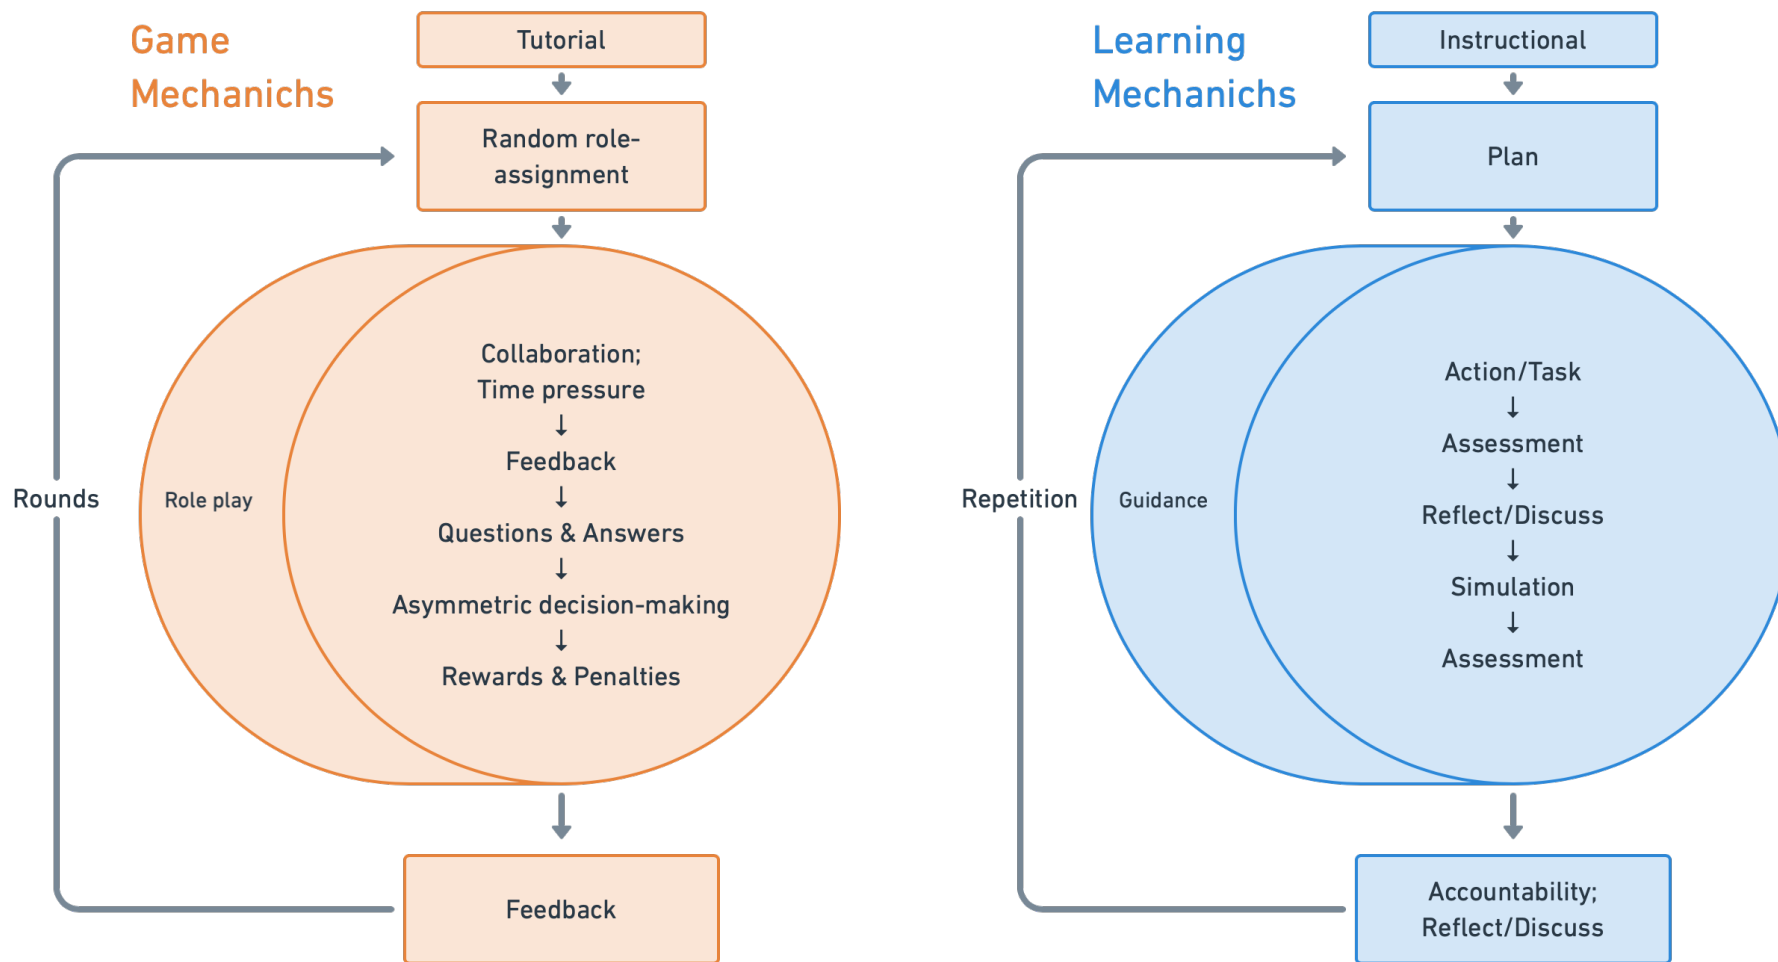 Game
Mechanichs
Tutorial
Random role-
assignment
Collaboration;
Time pressure
↓
Feedback
↓
Questions & Answers
↓
Asymmetric decision-making
↓
Rewards & Penalties
Role play
Rounds
Feedback
Learning
Mechanichs
Instructional
Plan
Action/Task
↓
Assessment
↓
Reflect/Discuss
↓
Simulation
↓
Assessment
Guidance
Repetition
Accountability;
Reflect/Discuss